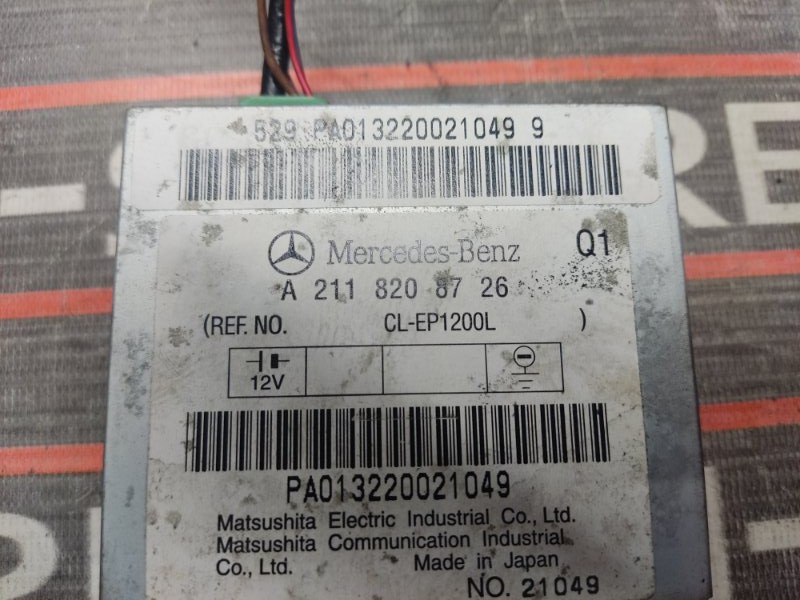 529 PA013220021049 9
Mercedes-Benz Q1
A 211 820 87 26
(REF. NO. CL-EP1200L )
12V
PA013220021049
Matsushita Electric Industrial Co., Ltd.
Matsushita Communication Industrial
Co., Ltd. Made in Japan
NO. 21049